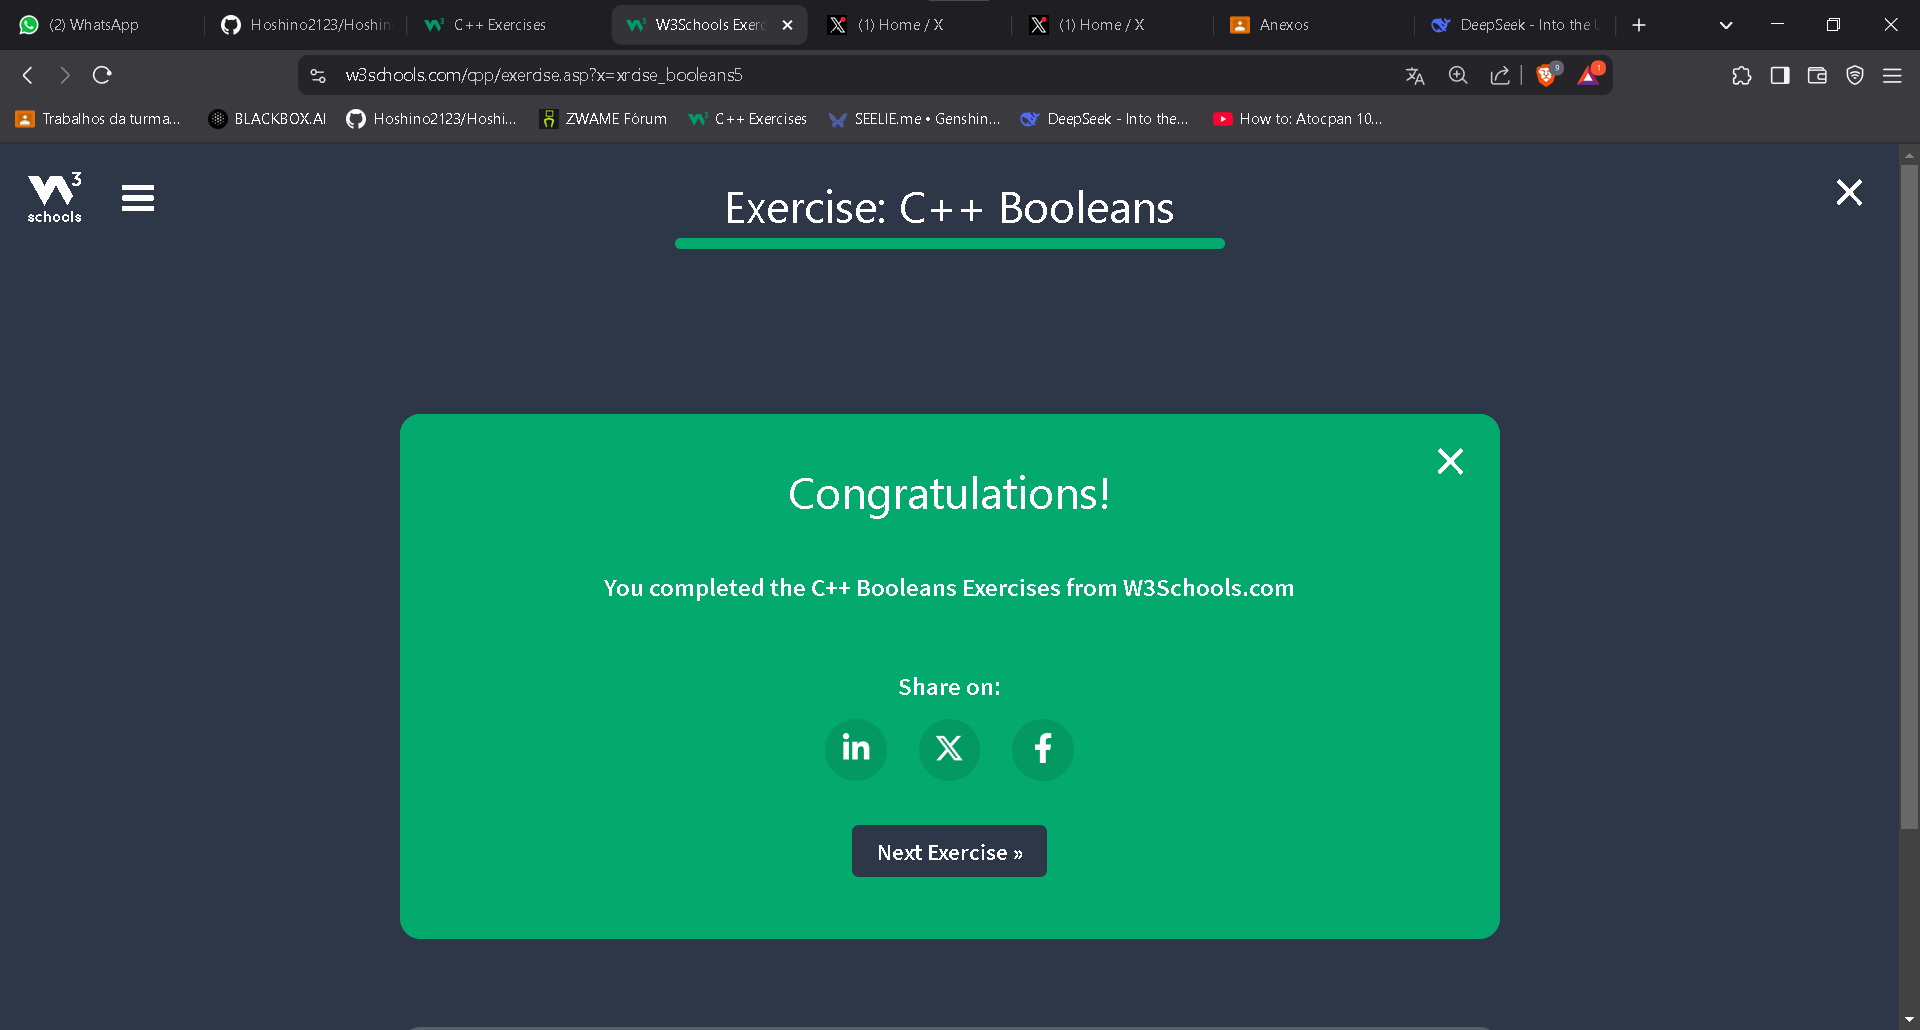 (2) WhatsApp
Hoshino2123/Hoshin
C++ Exercises
W3Schools Exerc
(1) Home / X
(1) Home / X
Anexos
DeepSeek - Into the U
w3schools.com/cpp/exercise.asp?x=xrcise_booleans5
9
1
Trabalhos da turma...
BLACKBOX.AI
Hoshino2123/Hoshi...
ZWAME Fórum
C++ Exercises
SEELIE.me • Genshin...
DeepSeek - Into the...
How to: Atocpan 10...
W3
schools
Exercise: C++ Booleans
Congratulations!
You completed the C++ Booleans Exercises from W3Schools.com
Share on:
in
X
f
Next Exercise »